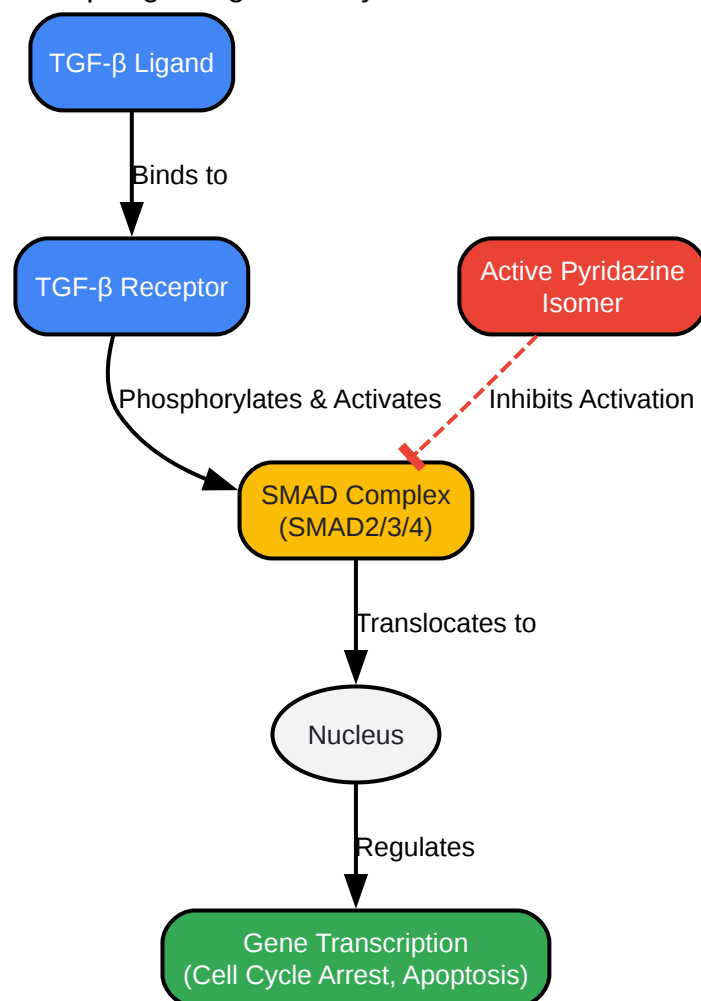 TGF-β Ligand
Binds to
TGF-β Receptor
Active Pyridazine
Isomer
Phosphorylates & Activates
Inhibits Activation
SMAD Complex
(SMAD2/3/4)
Translocates to
Nucleus
Regulates
Gene Transcription
(Cell Cycle Arrest, Apoptosis)